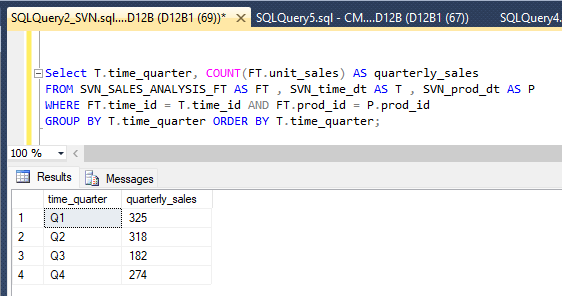 SQLQuery2_SVN.sql....D12B (D12B1 (69))* SQLQuery5.sql - CM....D12B (D12B1 (67)) SQLQuery4.
Select T.time_quarter, COUNT(FT.unit_sales) AS quarterly_sales
FROM SVN_SALES_ANALYSIS_FT AS FT , SVN_time_dt AS T , SVN_prod_dt AS P
WHERE FT.time_id = T.time_id AND FT.prod_id = P.prod_id
GROUP BY T.time_quarter ORDER BY T.time_quarter;
100 %
Results Messages
time_quarter quarterly_sales
1 Q1 325
2 Q2 318
3 Q3 182
4 Q4 274